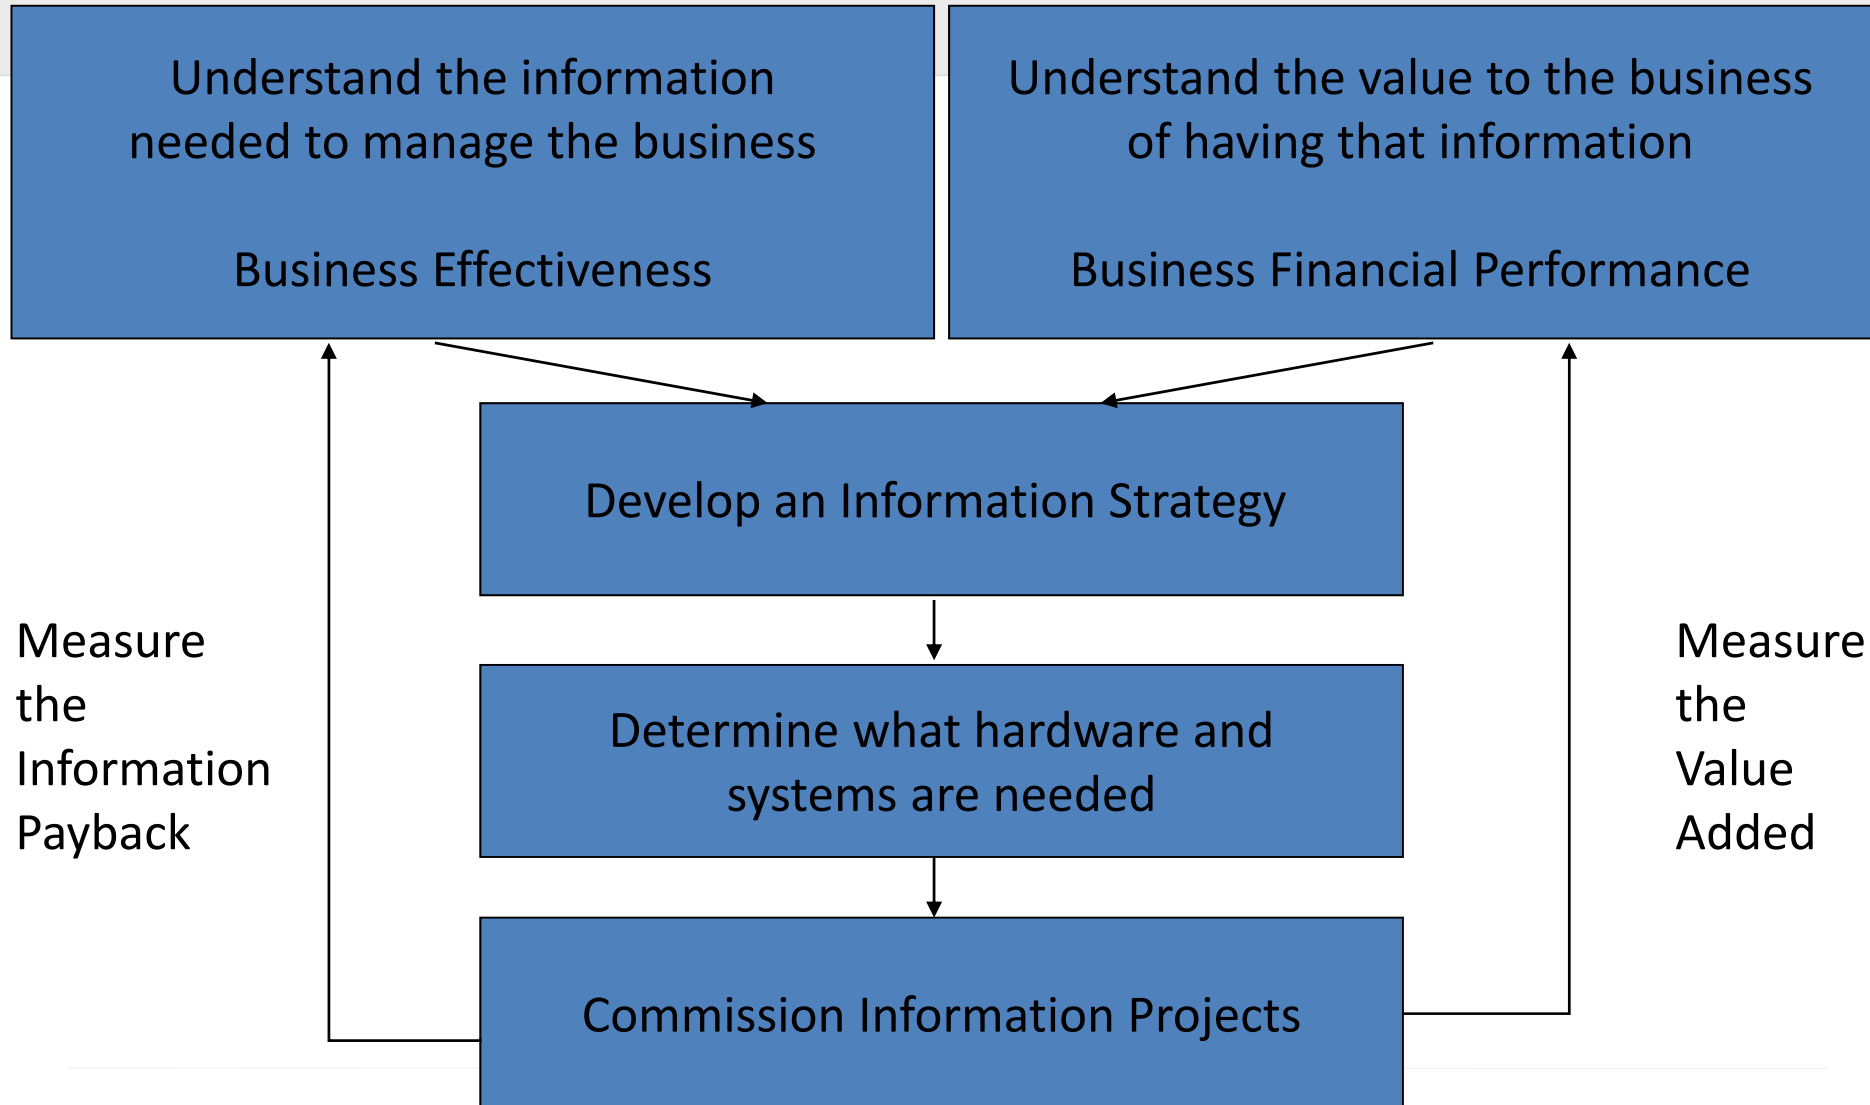 Understand the information
needed to manage the business
Business Effectiveness
Understand the value to the business
of having that information
Business Financial Performance
Develop an Information Strategy
Measure
the
Information
Payback
Measure
the
Value
Added
Determine what hardware and
systems are needed
Commission Information Projects